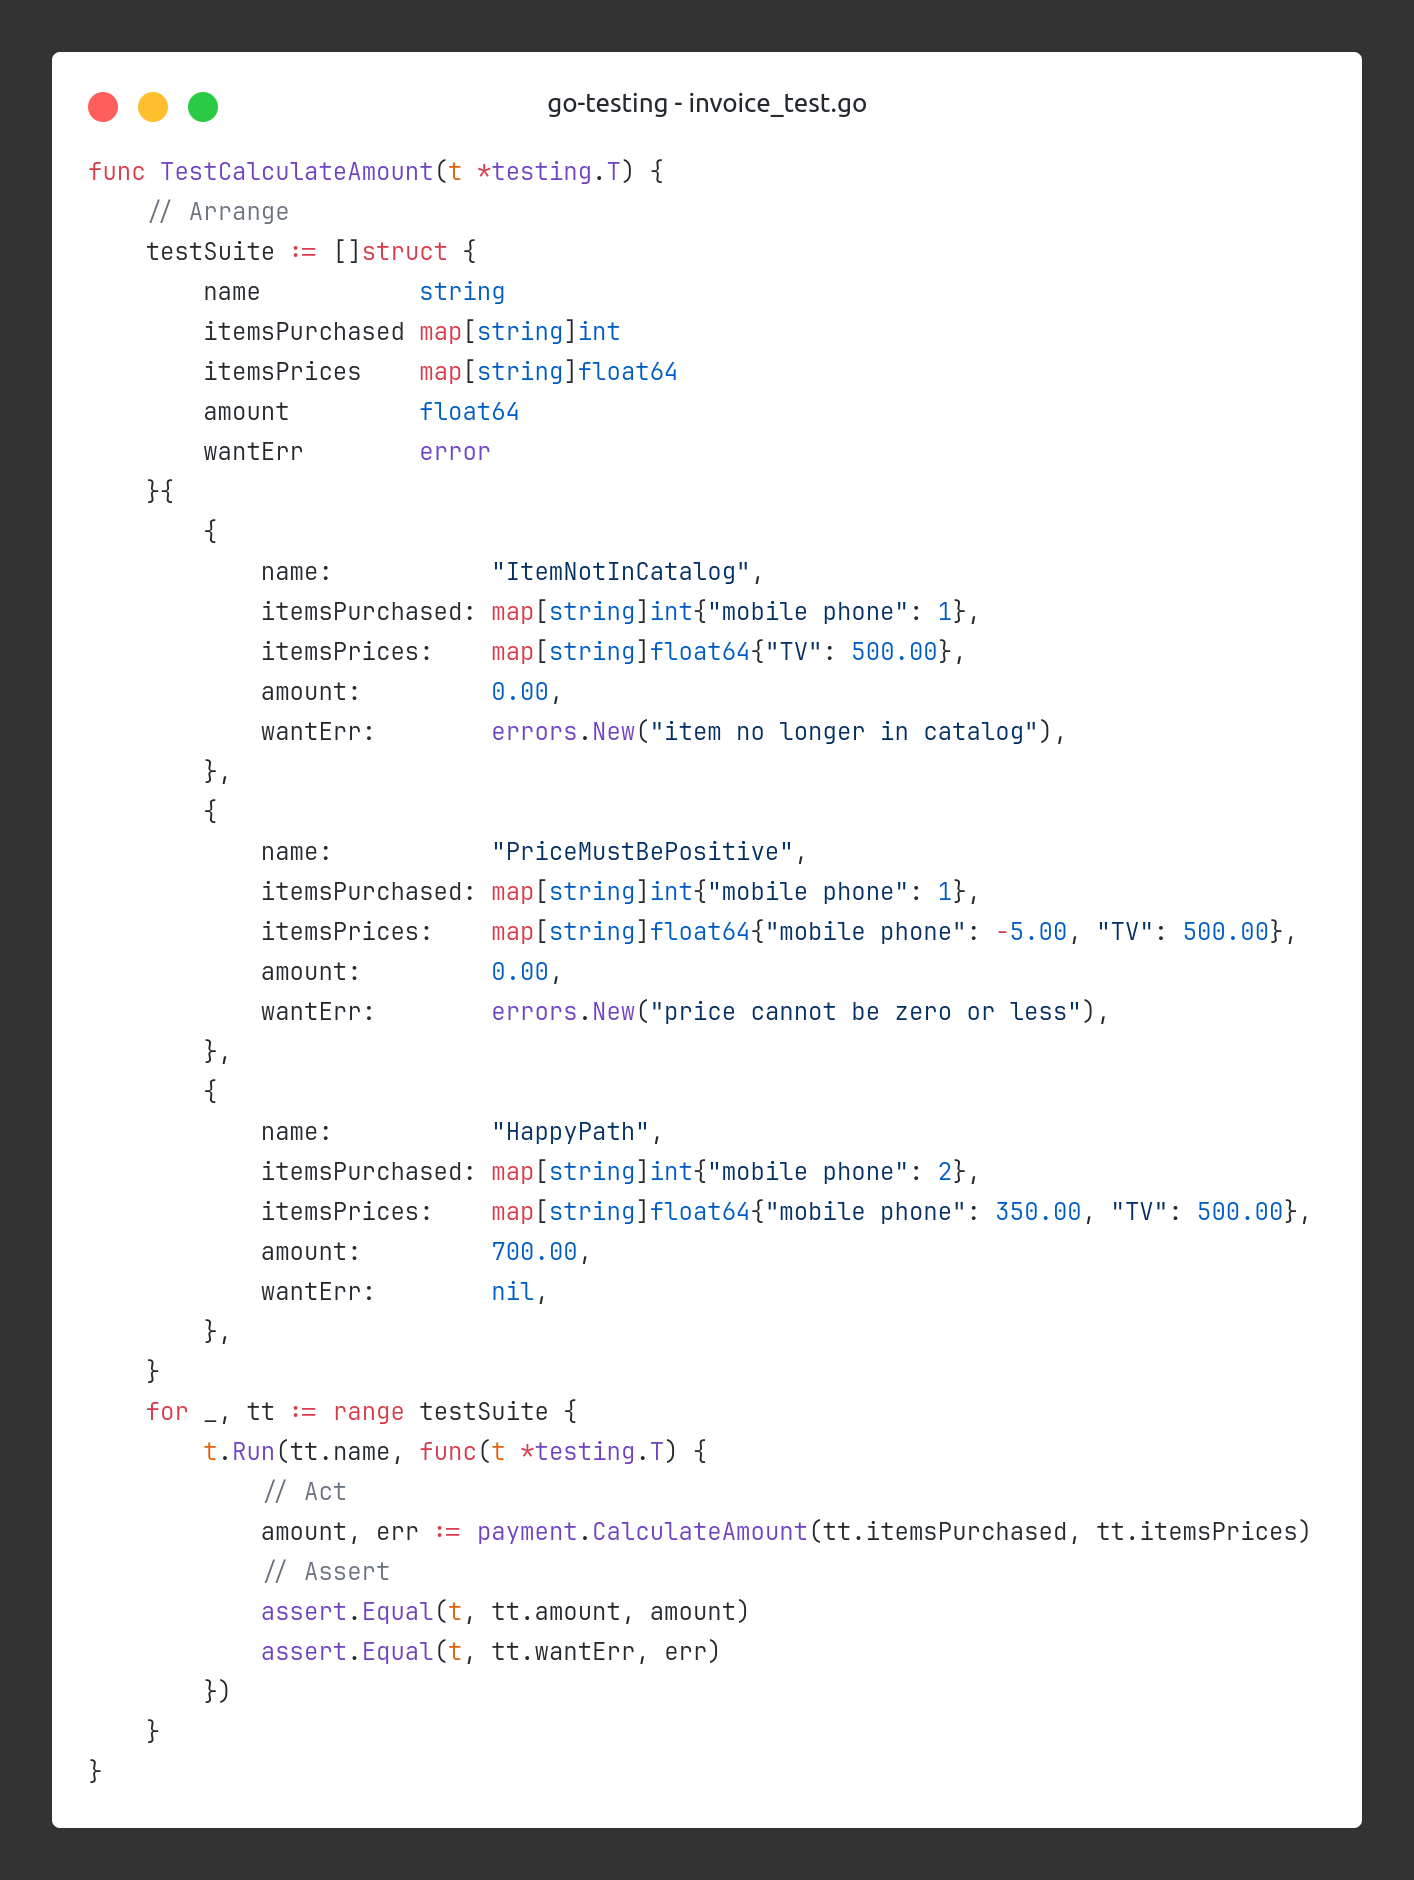 go-testing - invoice_test.go
func TestCalculateAmount(t *testing.T) {
    // Arrange
    testSuite := []struct {
        name           string
        itemsPurchased map[string]int
        itemsPrices    map[string]float64
        amount         float64
        wantErr        error
    }{
        {
            name:           "ItemNotInCatalog",
            itemsPurchased: map[string]int{"mobile phone": 1},
            itemsPrices:    map[string]float64{"TV": 500.00},
            amount:         0.00,
            wantErr:        errors.New("item no longer in catalog"),
        },
        {
            name:           "PriceMustBePositive",
            itemsPurchased: map[string]int{"mobile phone": 1},
            itemsPrices:    map[string]float64{"mobile phone": -5.00, "TV": 500.00},
            amount:         0.00,
            wantErr:        errors.New("price cannot be zero or less"),
        },
        {
            name:           "HappyPath",
            itemsPurchased: map[string]int{"mobile phone": 2},
            itemsPrices:    map[string]float64{"mobile phone": 350.00, "TV": 500.00},
            amount:         700.00,
            wantErr:        nil,
        },
    }
    for _, tt := range testSuite {
        t.Run(tt.name, func(t *testing.T) {
            // Act
            amount, err := payment.CalculateAmount(tt.itemsPurchased, tt.itemsPrices)
            // Assert
            assert.Equal(t, tt.amount, amount)
            assert.Equal(t, tt.wantErr, err)
        })
    }
}